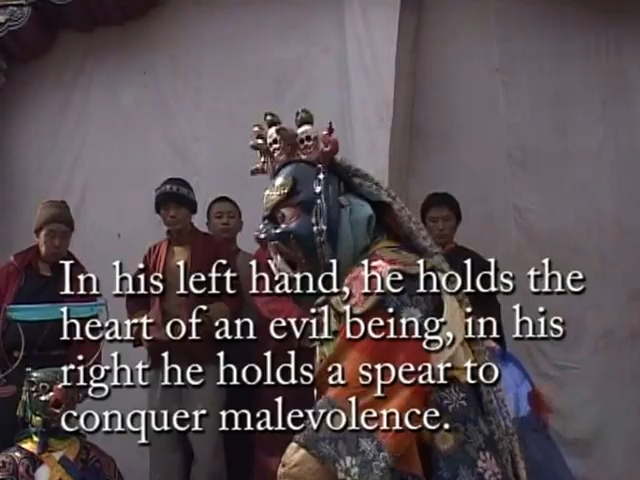 In his left hand, he holds the
heart of an evil being, in his
right he holds a spear to
conquer malevolence.